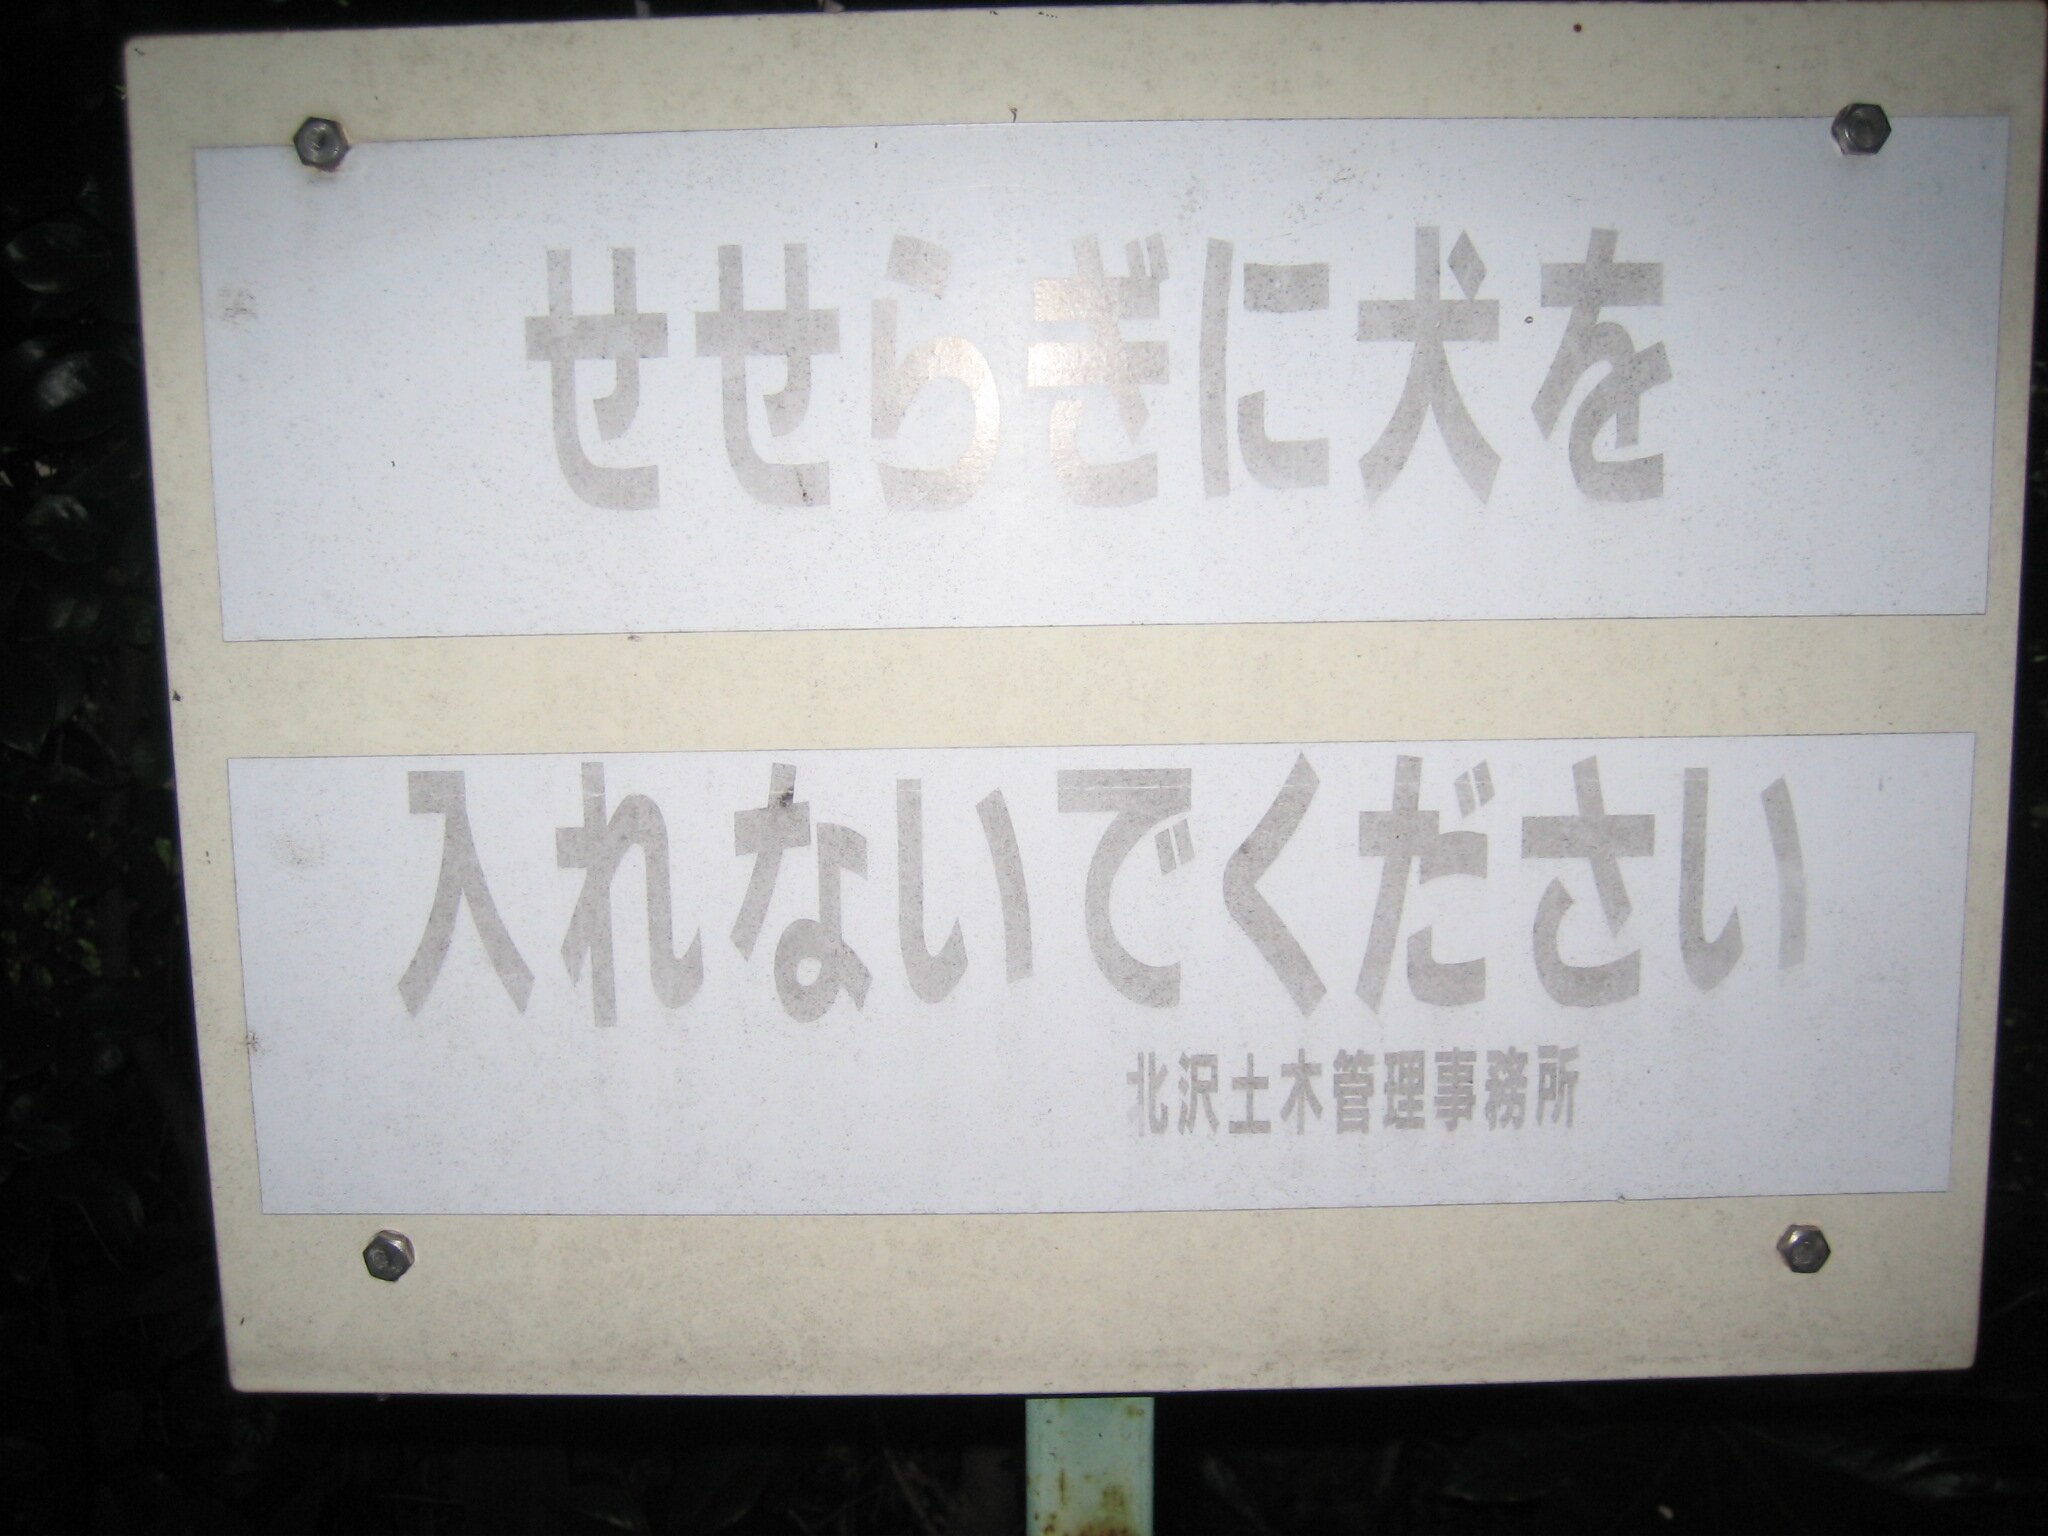 せせらぎに犬を
入れないでください
北沢土木管理事務所